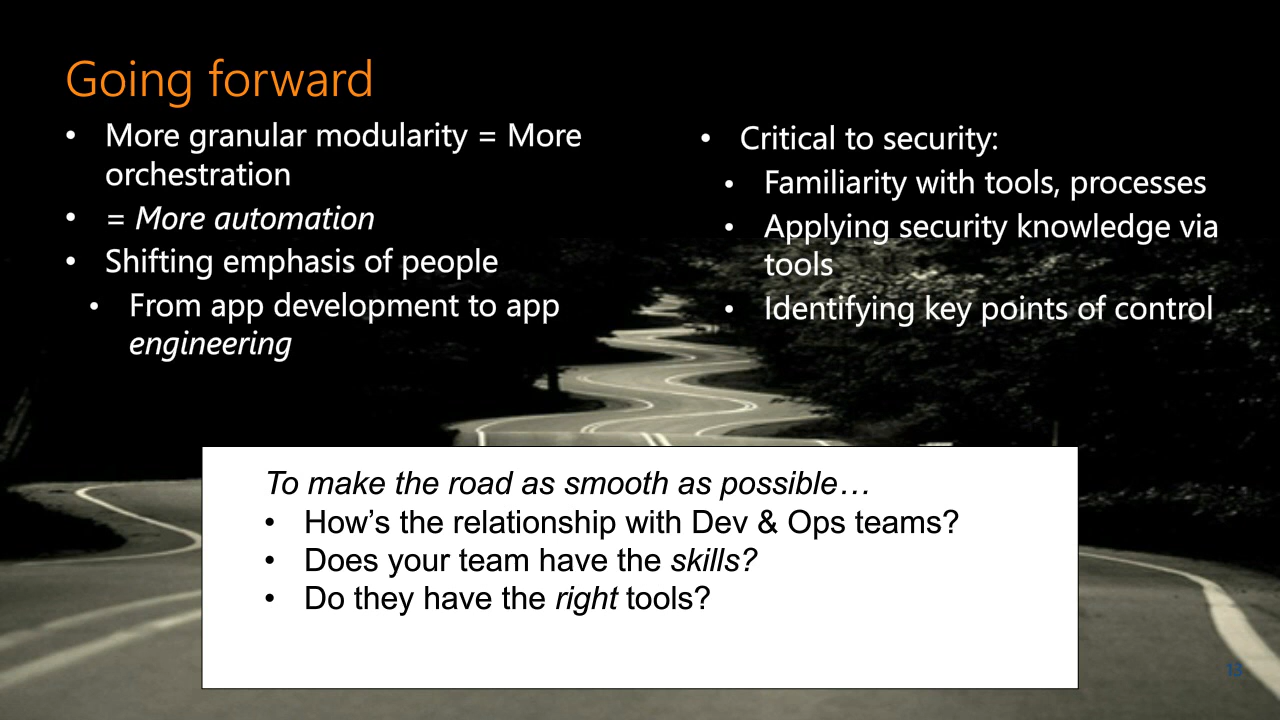 Going forward
• More granular modularity = More
orchestration
• = More automation
• Shifting emphasis of people
• From app development to app
engineering
• Critical to security:
• Familiarity with tools, processes
• Applying security knowledge via
tools
• Identifying key points of control
To make the road as smooth as possible…
• How’s the relationship with Dev & Ops teams?
• Does your team have the skills?
• Do they have the right tools?
13